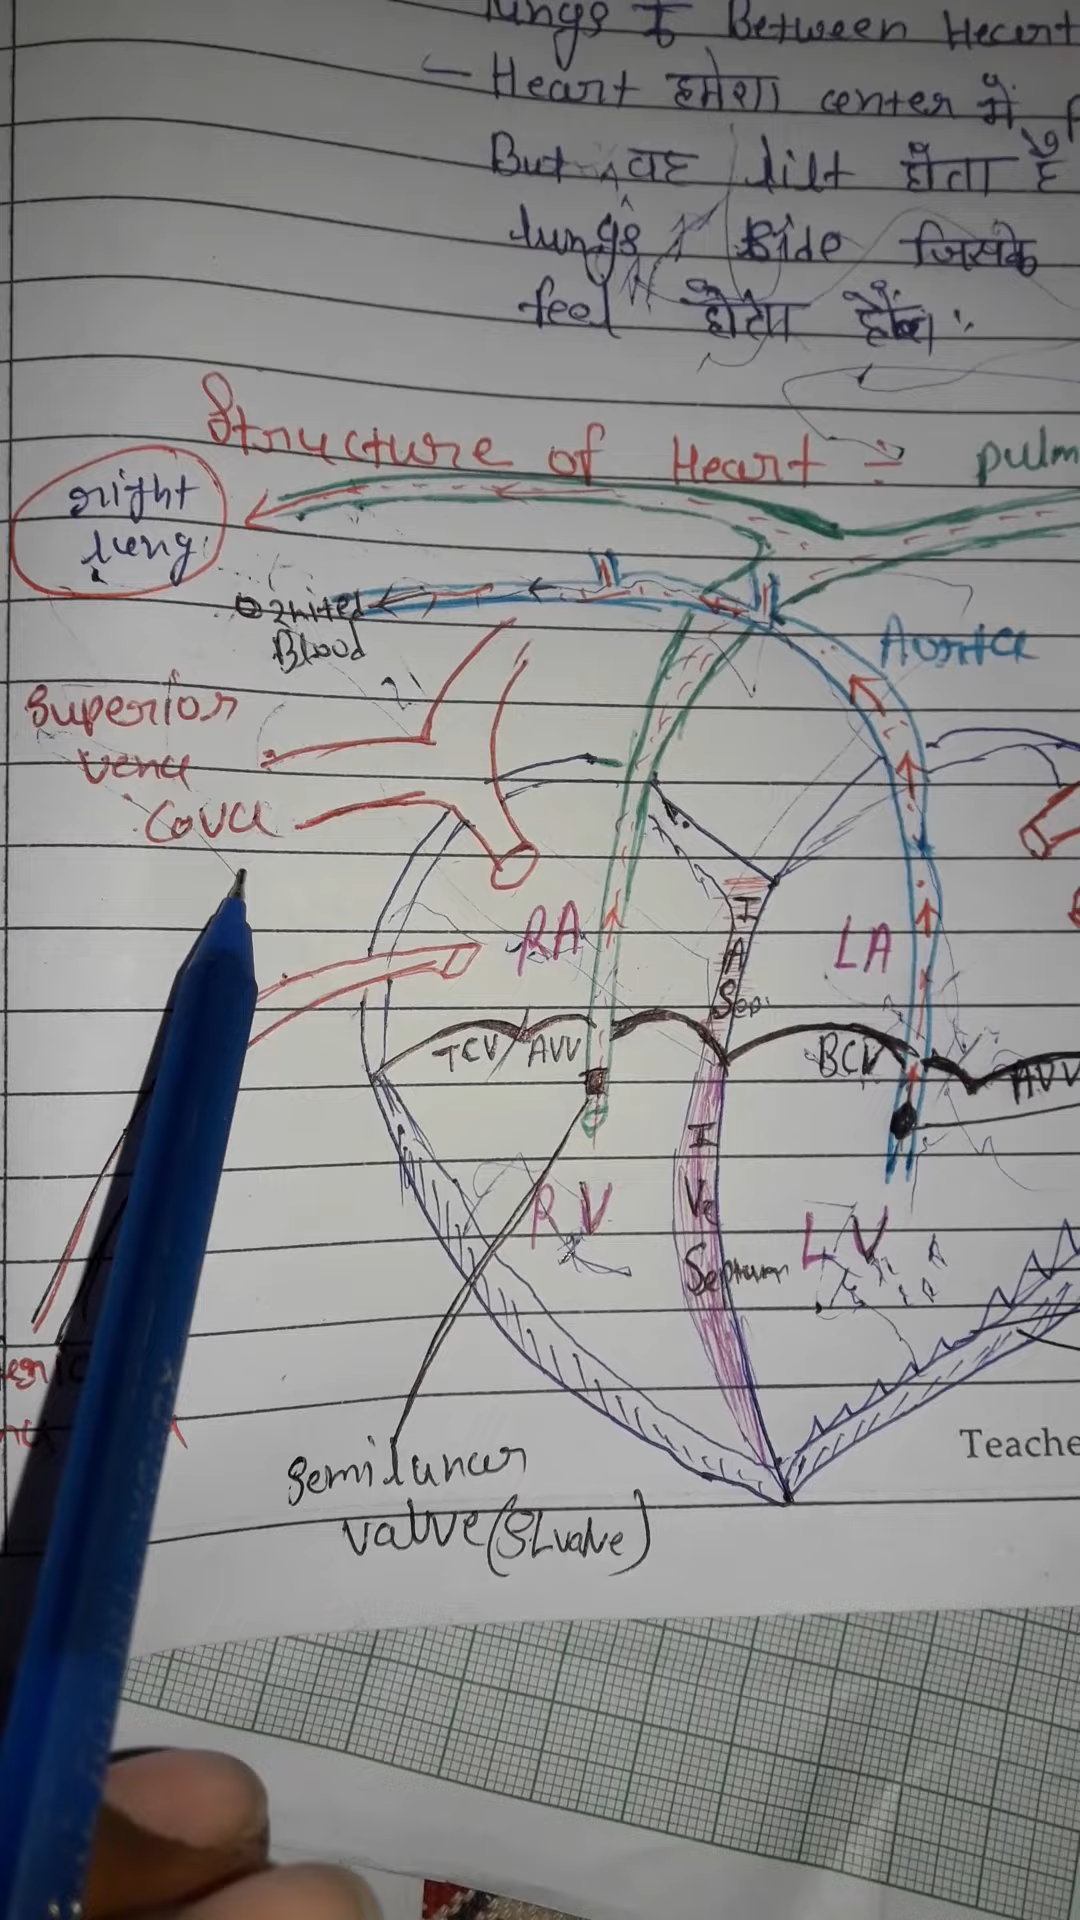 lungs के Between Heart
– Heart हमेशा center में
But वह tilt होता है
lungs side जिसके
feel होता
Structure of Heart = pulm
right
lung
O2nited
Blood
Aorta
Superior
vena
Cava
RA
LA
I
A
Sep.
TCV AVV
BCV
AVV
I
Ve
Septum
RV
LV
Teache
Semilunar
valve (SL valve)